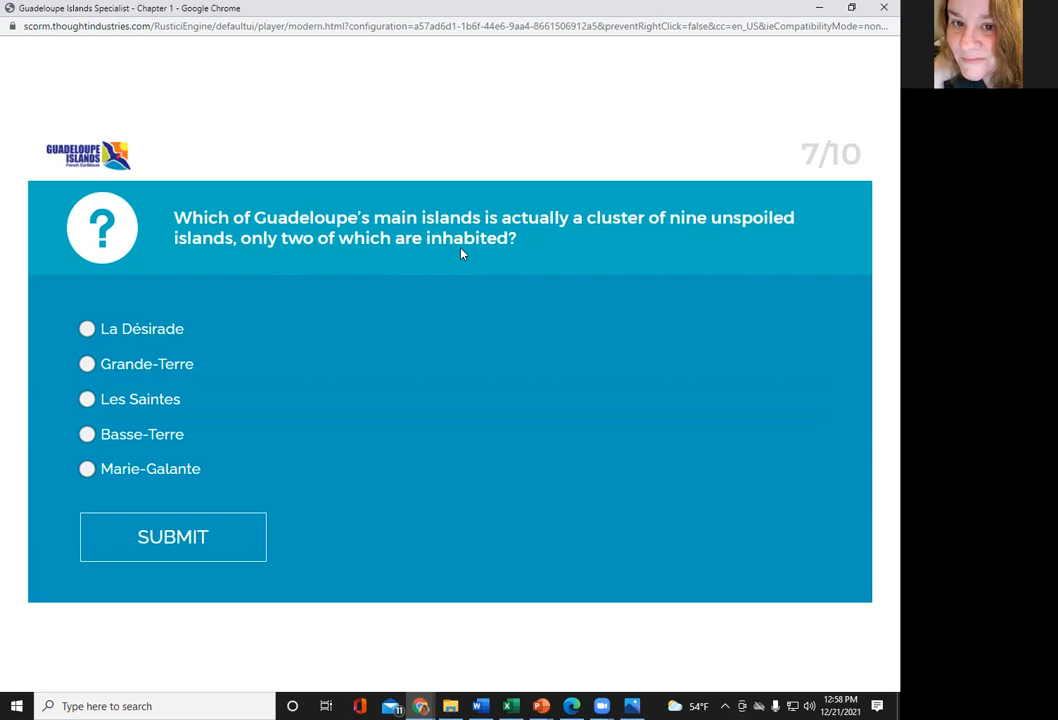 Guadeloupe Islands Specialist - Chapter 1 - Google Chrome
scorm.thoughtindustries.com/RusticiEngine/defaultui/player/modern.html?configuration=a57ad6d1-1b6f-44e6-9aa4-8661506912a5&preventRightClick=false&cc=en_US&ieCompatibilityMode=non...
GUADELOUPE
ISLANDS
French Caribbean
7/10
?
Which of Guadeloupe's main islands is actually a cluster of nine unspoiled
islands, only two of which are inhabited?
La Désirade
Grande-Terre
Les Saintes
Basse-Terre
Marie-Galante
SUBMIT
Type here to search
11
54°F
12:58 PM
12/21/2021